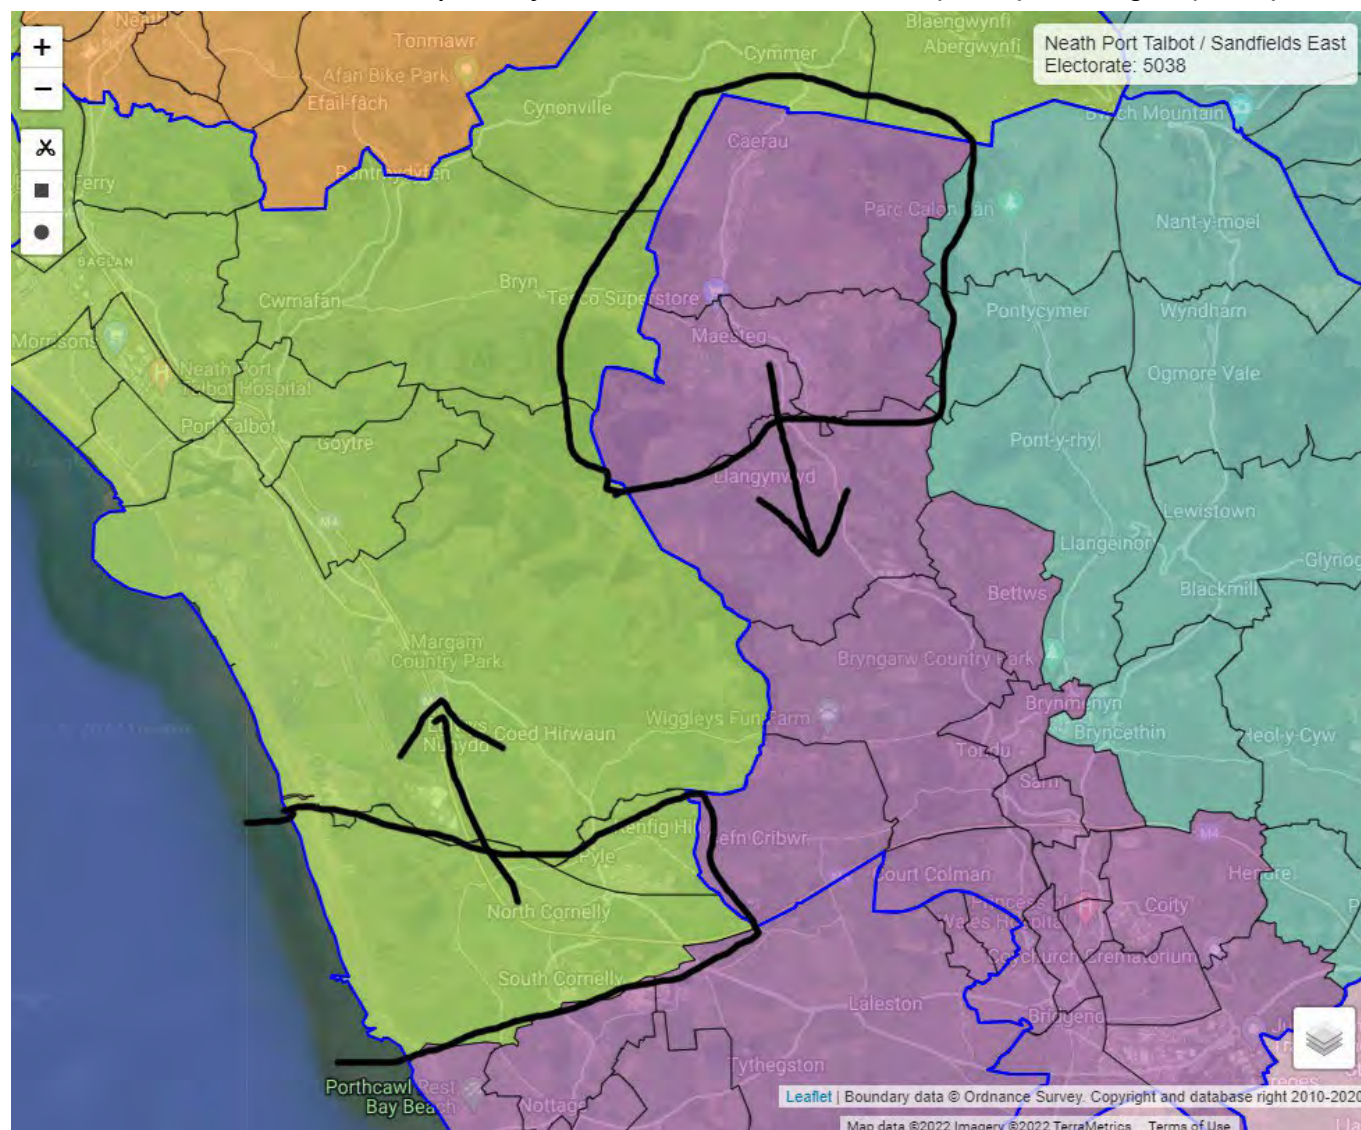 Neath Port Talbot / Sandfields East
Electorate: 5038
+
−
Neath
Tonmawr
Afan Bike Park
Efail-fâch
Cymmer
Blaengwynfi
Abergwynfi
Cynonville
Bwlch Mountain
Pontrhydyfen
Ferry
Caerau
Parc Calon Lân
Nant-y-moel
BAGLAN
Bryn
Cwmafan
Tesco Superstore
Pontycymer
Wyndham
Morrisons
Maesteg
Neath Port
Talbot Hospital
Ogmore Vale
Port Talbot
Goytre
Pont-y-rhyl
Llangynwyd
M4
Lewistown
Llangeinor
Glynog
Blackmill
Bettws
Margam
Country Park
Bryngarw Country Park
Brynmenyn
Wiggleys Fun Farm
Nunydd
Coed Hirwaun
Tondu
Bryncethin
Heol-y-Cyw
Sarn
Kenfig Hill
Cefn Cribwr
M4
Pyle
Court Colman
North Cornelly
Princess of
Wales Hospital
Coity
Coychurch Crematorium
South Cornelly
Laleston
Bridgend
Tythegston
Porthcawl Rest
Bay Beach
Nottage
Leaflet | Boundary data © Ordnance Survey. Copyright and database right 2010-2020
Map data ©2022 Imagery ©2022 TerraMetrics
Terms of Use